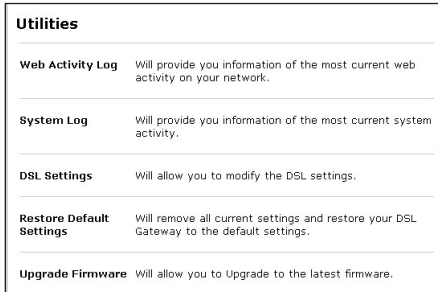 Utilities
Web Activity Log Will provide you information of the most current web
activity on your network.
System Log Will provide you information of the most current system
activity.
DSL Settings Will allow you to modify the DSL settings.
Restore Default Will remove all current settings and restore your DSL
Settings Gateway to the default settings.
Upgrade Firmware Will allow you to Upgrade to the latest firmware.